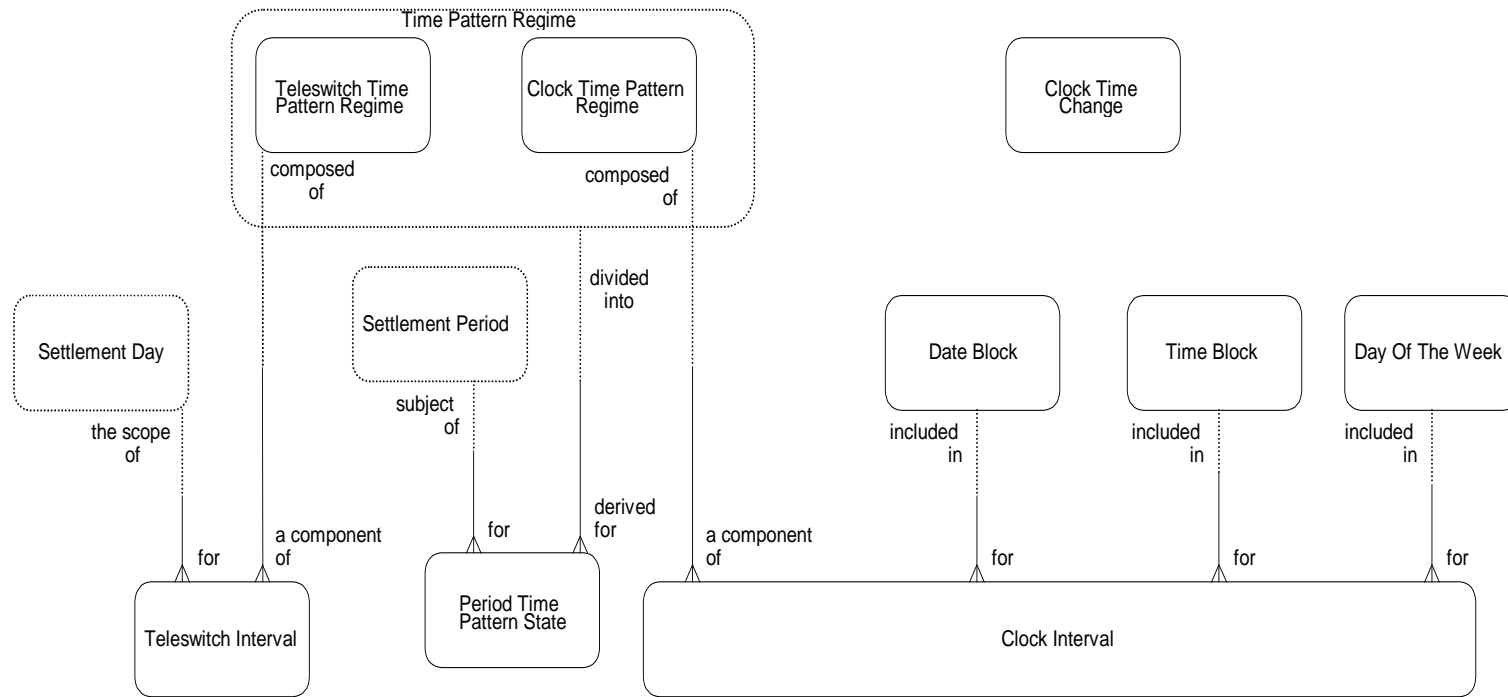 Time Pattern Regime
Teleswitch Time
Pattern Regime
Clock Time Pattern
Regime
Clock Time
Change
composed
of
composed
of
divided
into
Settlement Day
Settlement Period
Date Block
Time Block
Day Of The Week
the scope
of
subject
of
included
in
included
in
included
in
for
a component
of
for
derived
for
a component
of
for
for
for
Teleswitch Interval
Period Time
Pattern State
Clock Interval